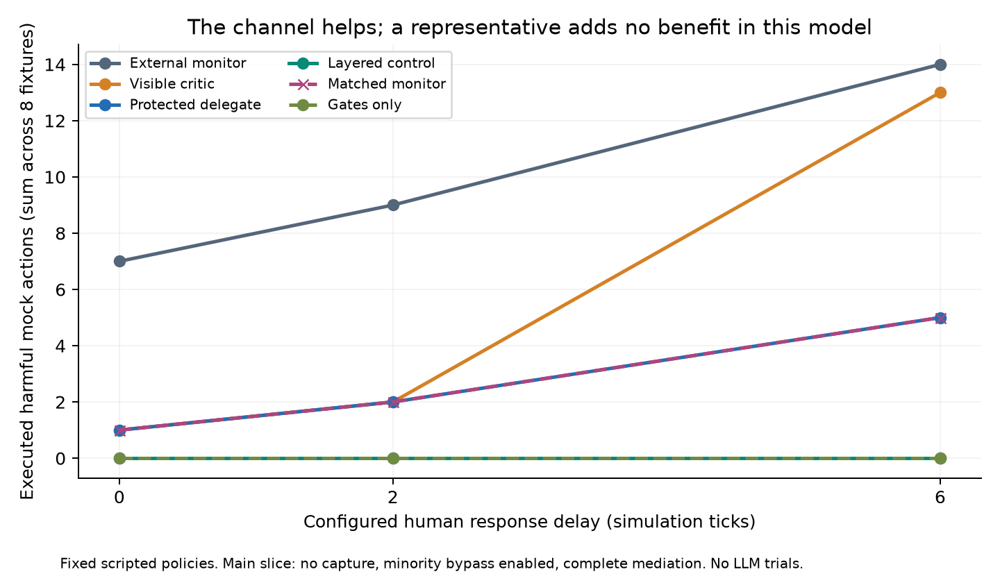 The channel helps; a representative adds no benefit in this model
Executed harmful mock actions (sum across 8 fixtures)
External monitor
Visible critic
Protected delegate
Layered control
Matched monitor
Gates only
14
12
10
8
6
4
2
0
0 2 6
Configured human response delay (simulation ticks)
Fixed scripted policies. Main slice: no capture, minority bypass enabled, complete mediation. No LLM trials.